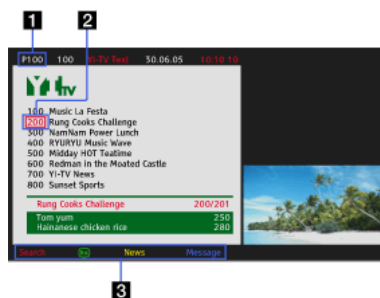 1 2
P100 100 YI-TV Text 30.06.05 10:10 10
YI tv
100 Music La Festa
200 Rung Cooks Challenge
300 NamNam Power Lunch
400 RYURYU Music Wave
500 Midday HOT Teatime
600 Redman in the Moated Castle
700 YI-TV News
800 Sunset Sports
Rung Cooks Challenge 200/201
Tom yum 250
Hainanese chicken rice 280
Search News Message
3